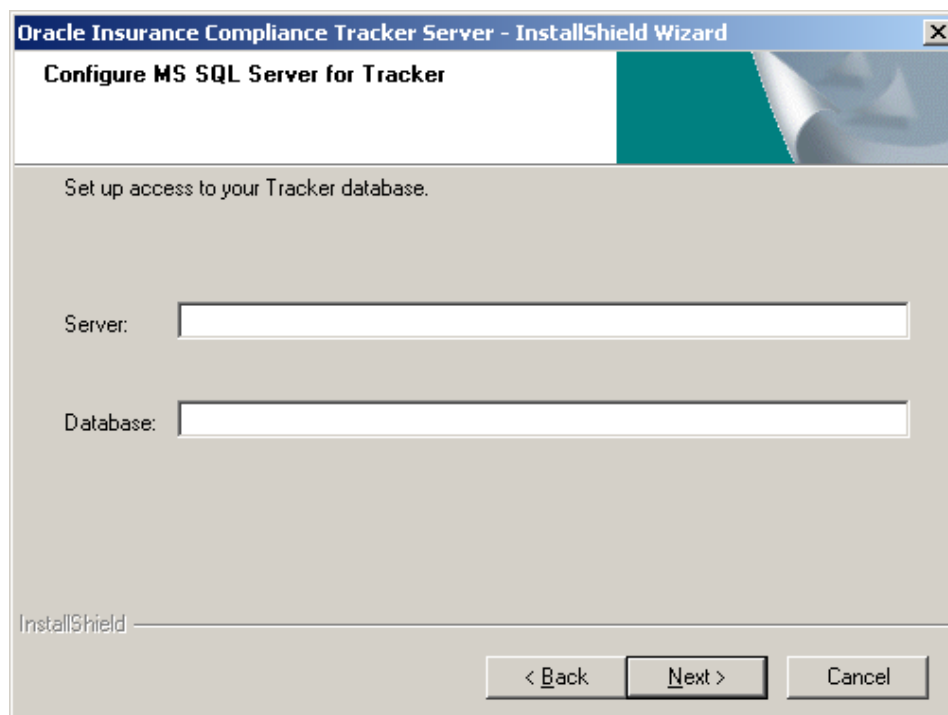 Oracle Insurance Compliance Tracker Server - InstallShield Wizard
Configure MS SQL Server for Tracker
Set up access to your Tracker database.
Server:
Database:
InstallShield
< Back
Next >
Cancel